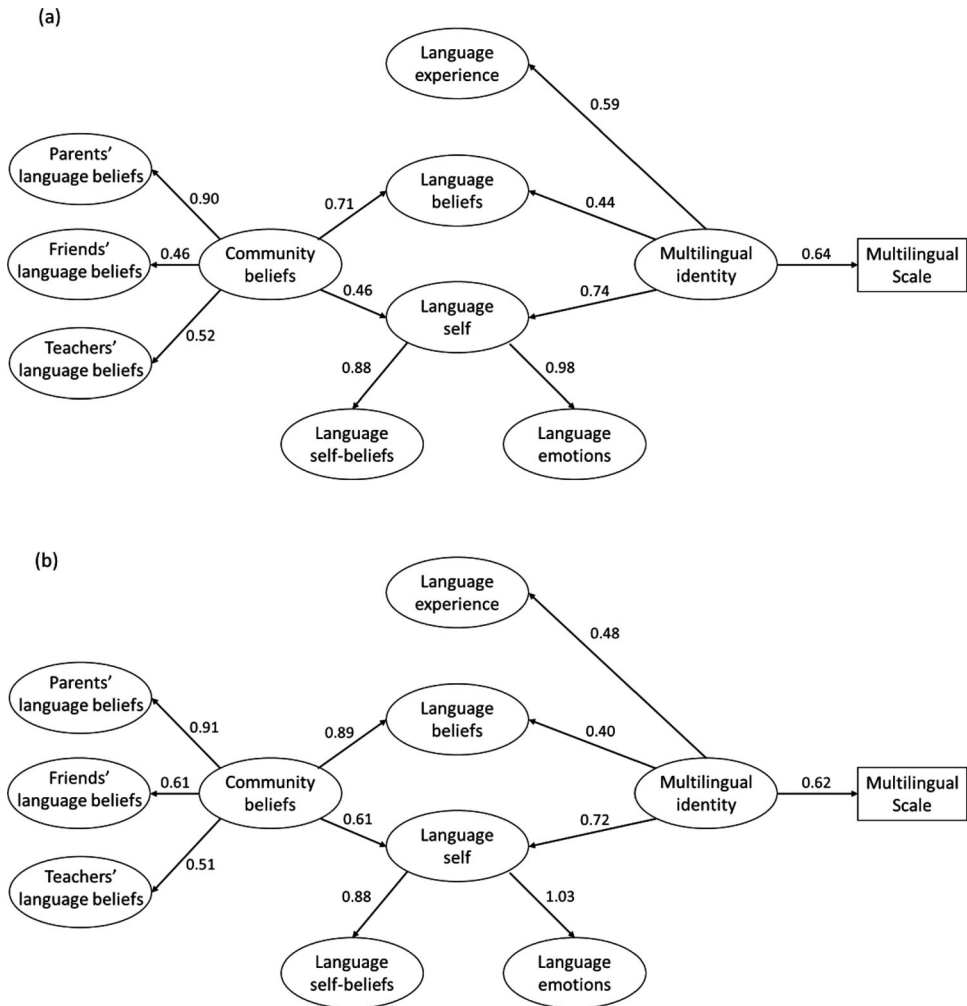 (a)
Language
experience
0.59
Parents'
language beliefs
Language
beliefs
0.90
0.71
0.44
Friends'
language beliefs
0.46
Community
beliefs
Multilingual
identity
0.64
Multilingual
Scale
0.46
0.74
Language
self
Teachers'
language beliefs
0.52
0.88
0.98
Language
self-beliefs
Language
emotions
(b)
Language
experience
0.48
Parents'
language beliefs
Language
beliefs
0.91
0.89
0.40
Friends'
language beliefs
0.61
Community
beliefs
Multilingual
identity
0.62
Multilingual
Scale
0.61
0.72
Language
self
Teachers'
language beliefs
0.51
0.88
1.03
Language
self-beliefs
Language
emotions